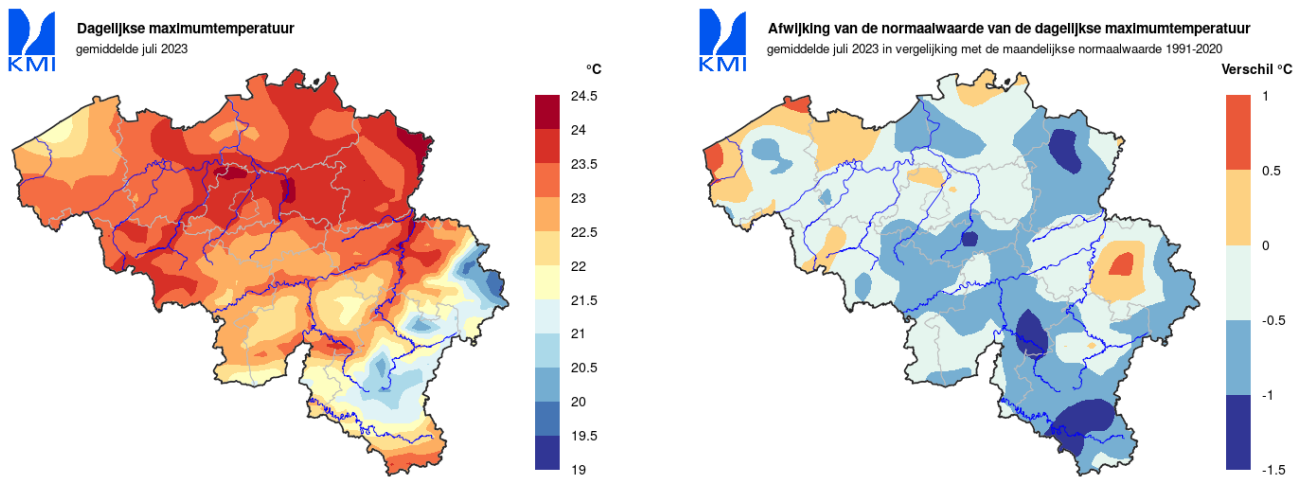 KMI
Dagelijkse maximumtemperatuur
gemiddelde juli 2023
°C
24.5
24
23.5
23
22.5
22
21.5
21
20.5
20
19.5
19
KMI
Afwijking van de normaalwaarde van de dagelijkse maximumtemperatuur
gemiddelde juli 2023 in vergelijking met de maandelijkse normaalwaarde 1991-2020
Verschil °C
1
0.5
0
-0.5
-1
-1.5